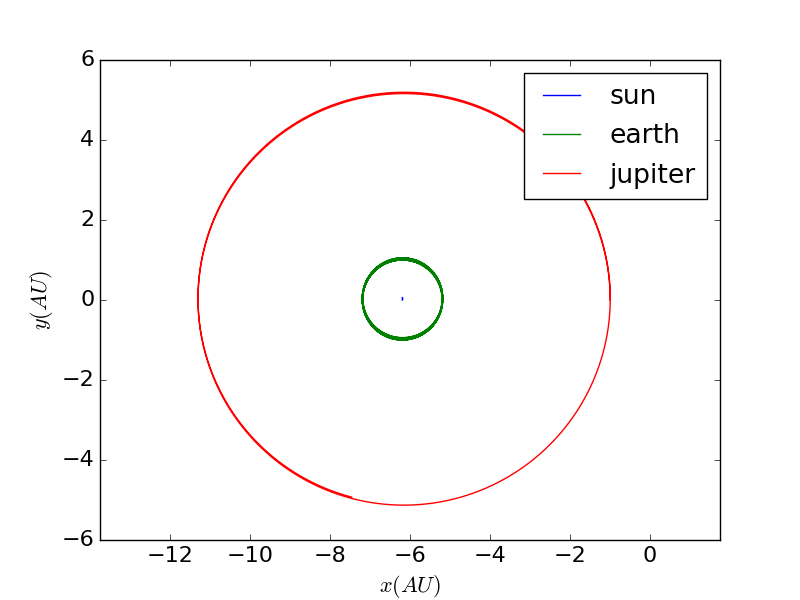 6
4
2
0
−2
−4
−6
y(AU)
sun
earth
jupiter
−12
−10
−8
−6
−4
−2
0
x(AU)